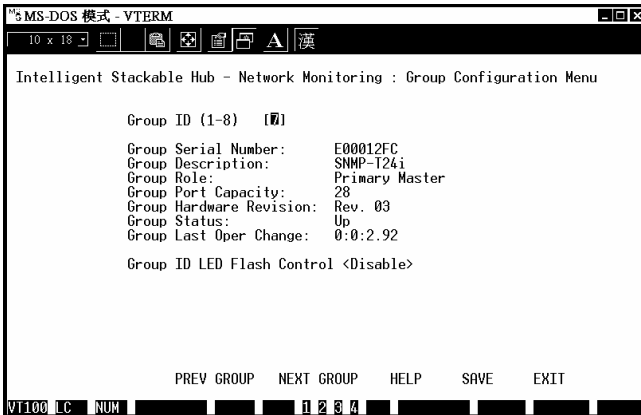 MS-DOS 模式 - VTERM
10 x 18 A 漢
Intelligent Stackable Hub - Network Monitoring : Group Configuration Menu
Group ID (1-8) [7]
Group Serial Number: E00012FC
Group Description: SNMP-T24i
Group Role: Primary Master
Group Port Capacity: 28
Group Hardware Revision: Rev. 03
Group Status: Up
Group Last Oper Change: 0:0:2.92
Group ID LED Flash Control <Disable>
PREV GROUP NEXT GROUP HELP SAVE EXIT
VT100 LC NUM 1 2 3 4